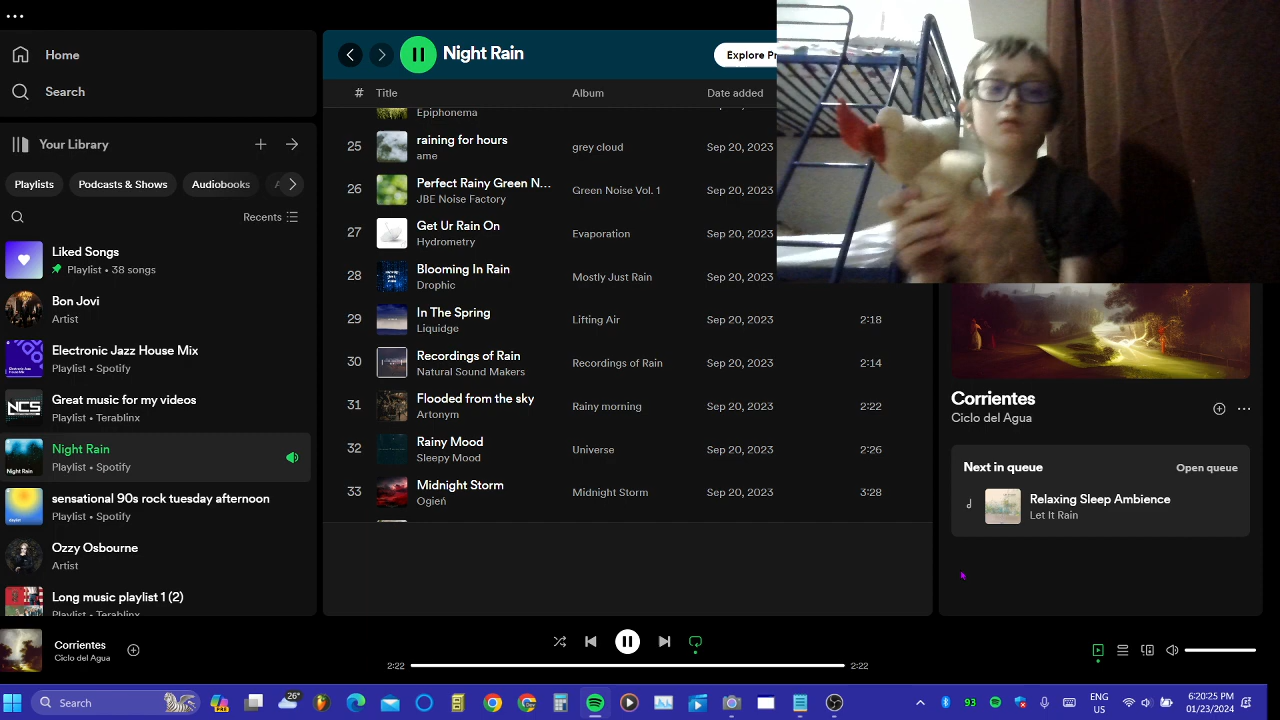 Home
Search
Your Library
Playlists
Podcasts & Shows
Audiobooks
A
Recents
Liked Songs
Playlist • 38 songs
Bon Jovi
Artist
Electronic Jazz House Mix
Playlist • Spotify
Great music for my videos
Playlist • Terablinx
Night Rain
Playlist • Spotify
sensational 90s rock tuesday afternoon
Playlist • Spotify
Ozzy Osbourne
Artist
Long music playlist 1 (2)
Playlist • Terablinx
Night Rain
Explore Pr
# Title Album Date added
Epiphonema
25 raining for hours grey cloud Sep 20, 2023
ame
26 Perfect Rainy Green N... Green Noise Vol. 1 Sep 20, 2023
JBE Noise Factory
27 Get Ur Rain On Evaporation Sep 20, 2023
Hydrometry
28 Blooming In Rain Mostly Just Rain Sep 20, 2023
Drophic
29 In The Spring Lifting Air Sep 20, 2023 2:18
Liquidge
30 Recordings of Rain Recordings of Rain Sep 20, 2023 2:14
Natural Sound Makers
31 Flooded from the sky Rainy morning Sep 20, 2023 2:22
Artonym
32 Rainy Mood Universe Sep 20, 2023 2:26
Sleepy Mood
33 Midnight Storm Midnight Storm Sep 20, 2023 3:28
Ogień
Corrientes
Ciclo del Agua
Next in queue Open queue
Relaxing Sleep Ambience
Let It Rain
Corrientes
Ciclo del Agua
2:22 2:22
Search
26°
93
ENG
US
6:20:25 PM
01/23/2024